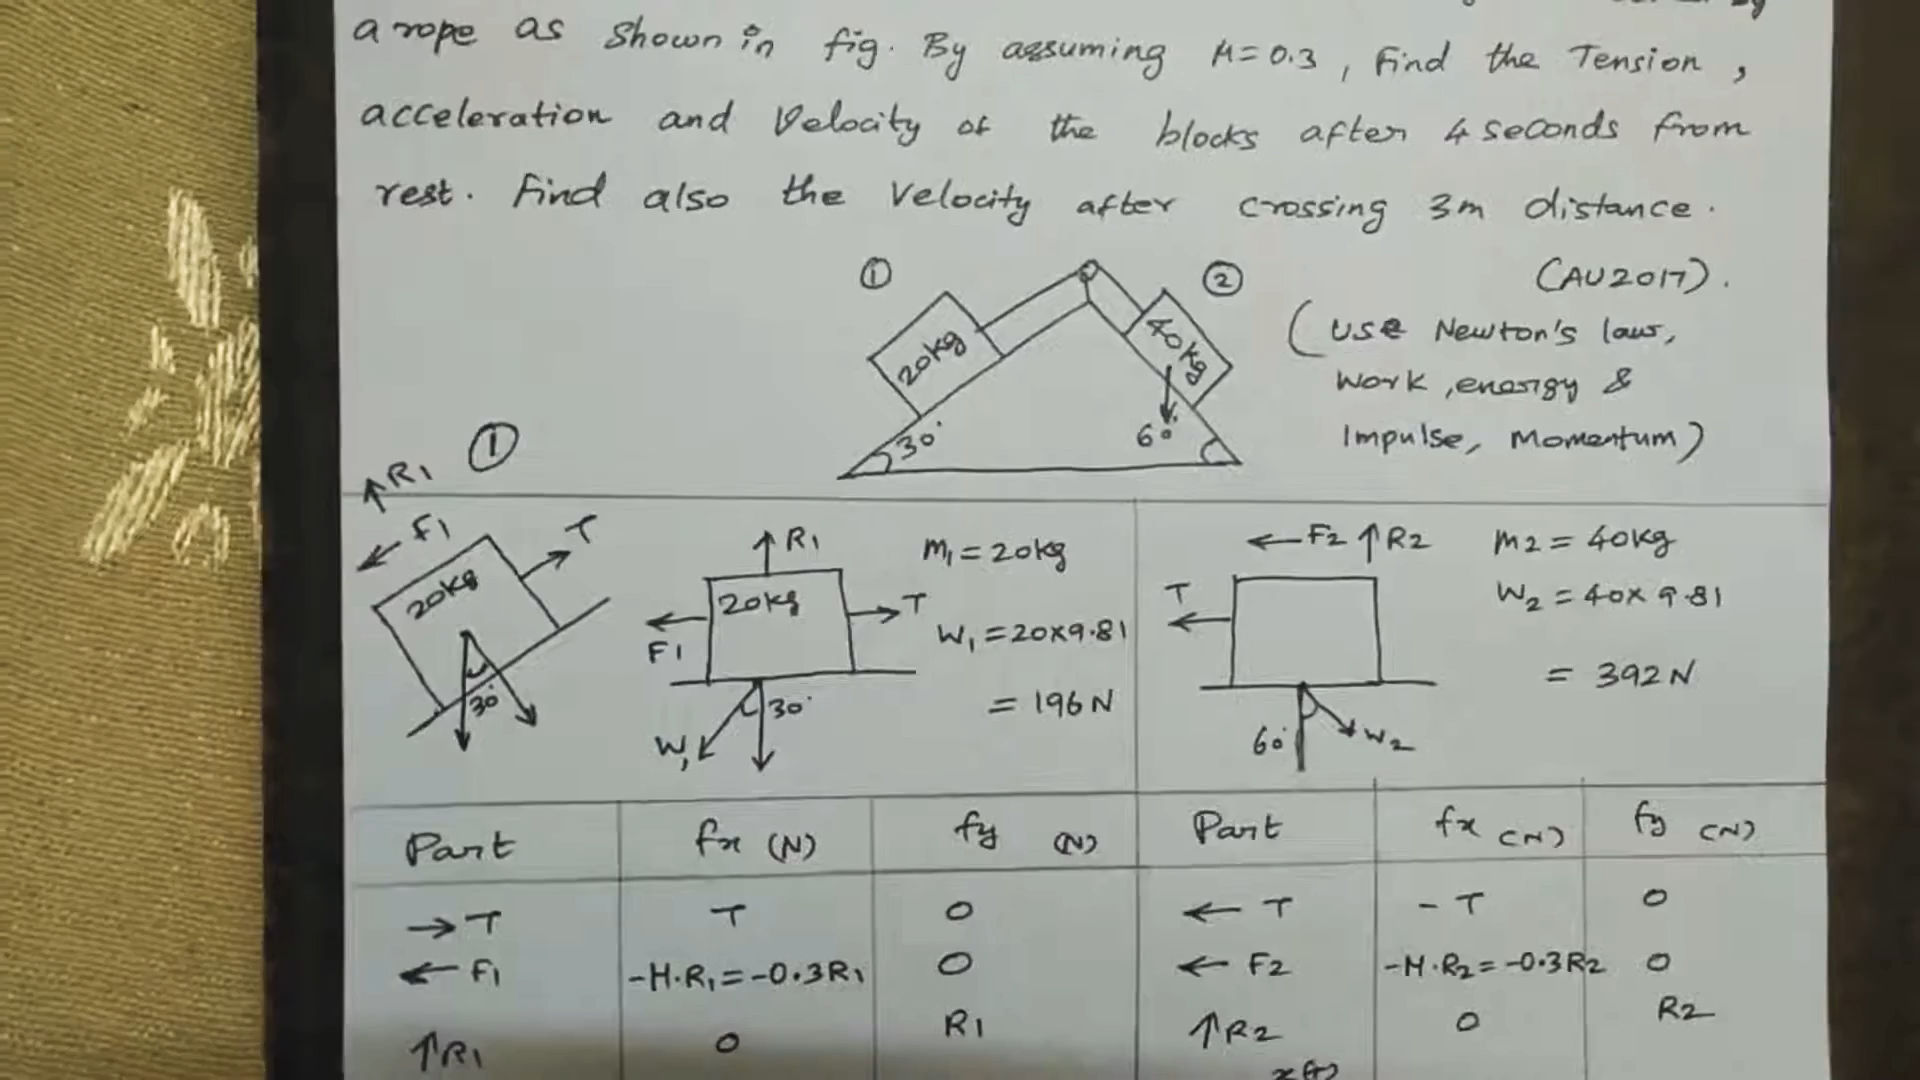 a rope as shown in fig. By assuming μ=0.3, find the Tension,
acceleration and Velocity of the blocks after 4 seconds from
rest. Find also the Velocity after crossing 3m distance.
(AU2017).
① ②
20kg 40kg
30° 60°
(use Newton's law,
Work, energy &
Impulse, Momentum)
①
R1
F1 T
20kg
30°
R1
20kg
F1 T
W1 30°
M1 = 20kg
W1 = 20×9.81
= 196N
F2 R2
T
60° W2
M2 = 40kg
W2 = 40×9.81
= 392N
Part fx (N) fy (N) Part fx (N) fy (N)
→T T 0 ←T -T 0
←F1 -μ.R1=-0.3R1 0 ←F2 -μ.R2=-0.3R2 0
↑R1 0 R1 ↑R2 0 R2